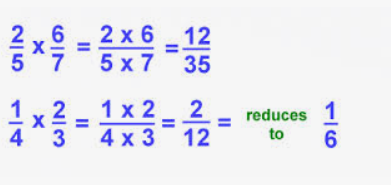 2/5 x 6/7 = 2 x 6/5 x 7 = 12/35
1/4 x 2/3 = 1 x 2/4 x 3 = 2/12 = reduces to 1/6